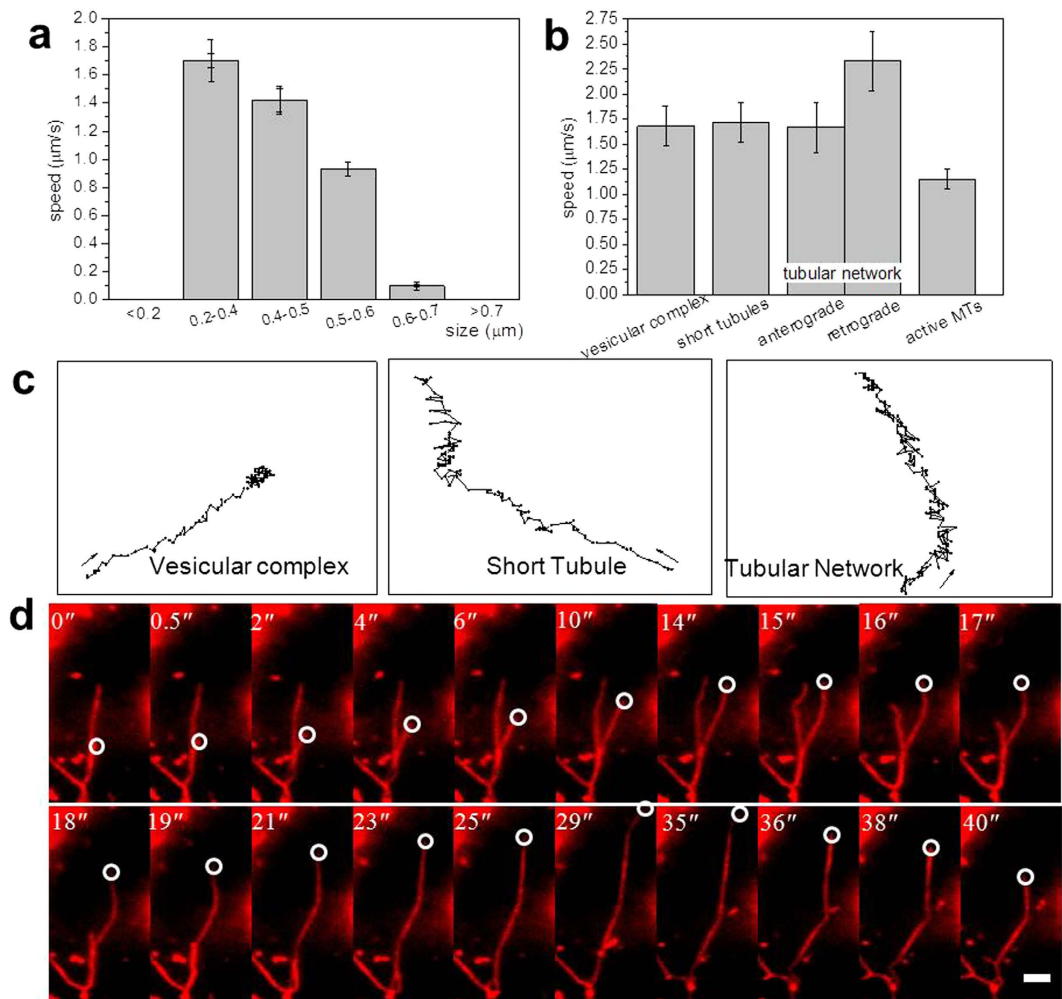 a
2.0
1.8
1.6
1.4
1.2
1.0
0.8
0.6
0.4
0.2
0.0
speed (μm/s)
<0.2
0.2-0.4
0.4-0.5
0.5-0.6
0.6-0.7
>0.7
size (μm)
b
2.75
2.50
2.25
2.00
1.75
1.50
1.25
1.00
0.75
0.50
0.25
0.00
speed (μm/s)
tubular network
vesicular complex
short tubules
anterograde
retrograde
active MTs
c
Vesicular complex
Short Tubule
Tubular Network
d
0″ 0.5″ 2″ 4″ 6″ 10″ 14″ 15″ 16″ 17″
18″ 19″ 21″ 23″ 25″ 29″ 35″ 36″ 38″ 40″